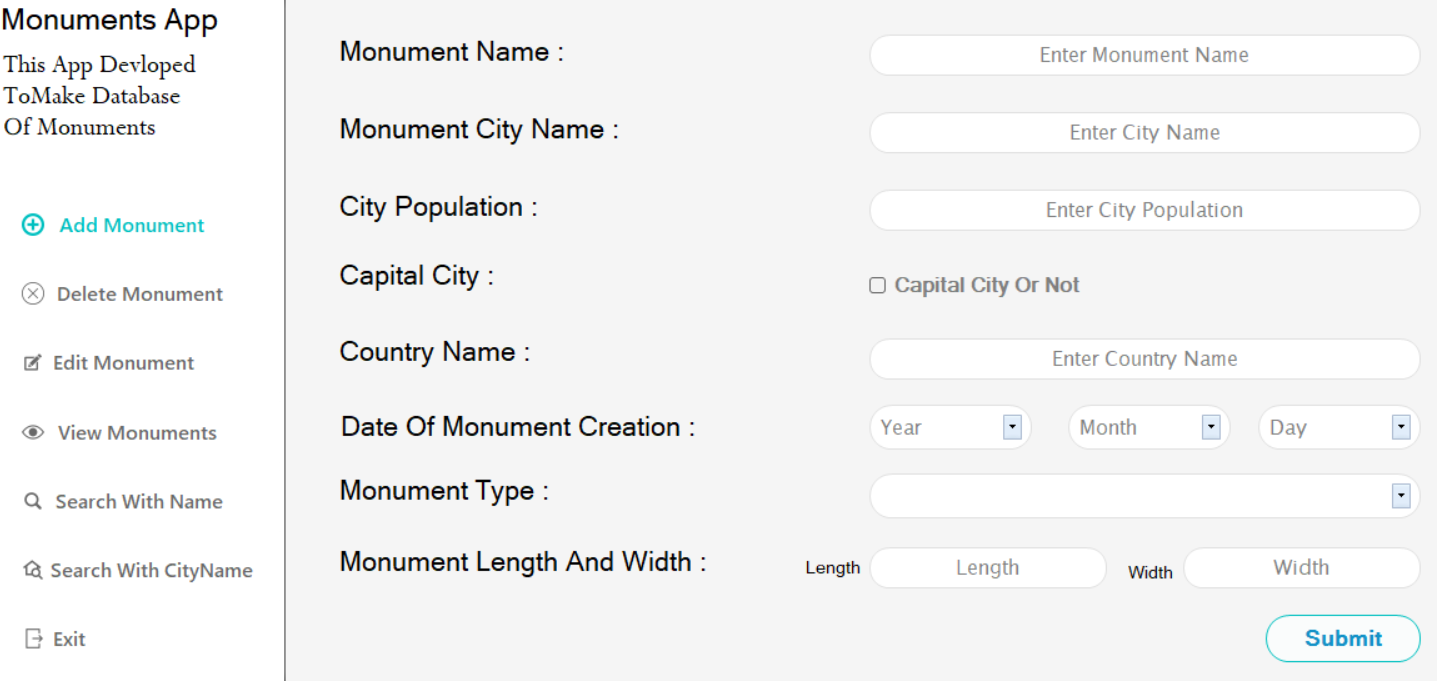 Monuments App
This App Devloped
ToMake Database
Of Monuments
Add Monument
Delete Monument
Edit Monument
View Monuments
Search With Name
Search With CityName
Exit
Monument Name : Enter Monument Name
Monument City Name : Enter City Name
City Population : Enter City Population
Capital City : Capital City Or Not
Country Name : Enter Country Name
Date Of Monument Creation : Year Month Day
Monument Type :
Monument Length And Width : Length Length Width Width
Submit